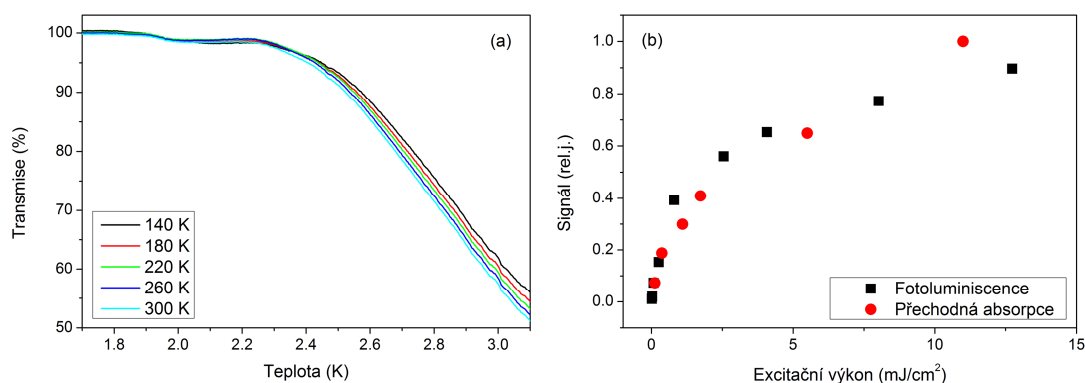 (a)
Transmise (%)
100
90
80
70
60
50
140 K
180 K
220 K
260 K
300 K
1.8
2.0
2.2
2.4
2.6
2.8
3.0
Teplota (K)
(b)
Signál (rel.j.)
1.0
0.8
0.6
0.4
0.2
0.0
Fotoluminiscence
Přechodná absorpce
0
5
10
15
Excitační výkon (mJ/cm²)